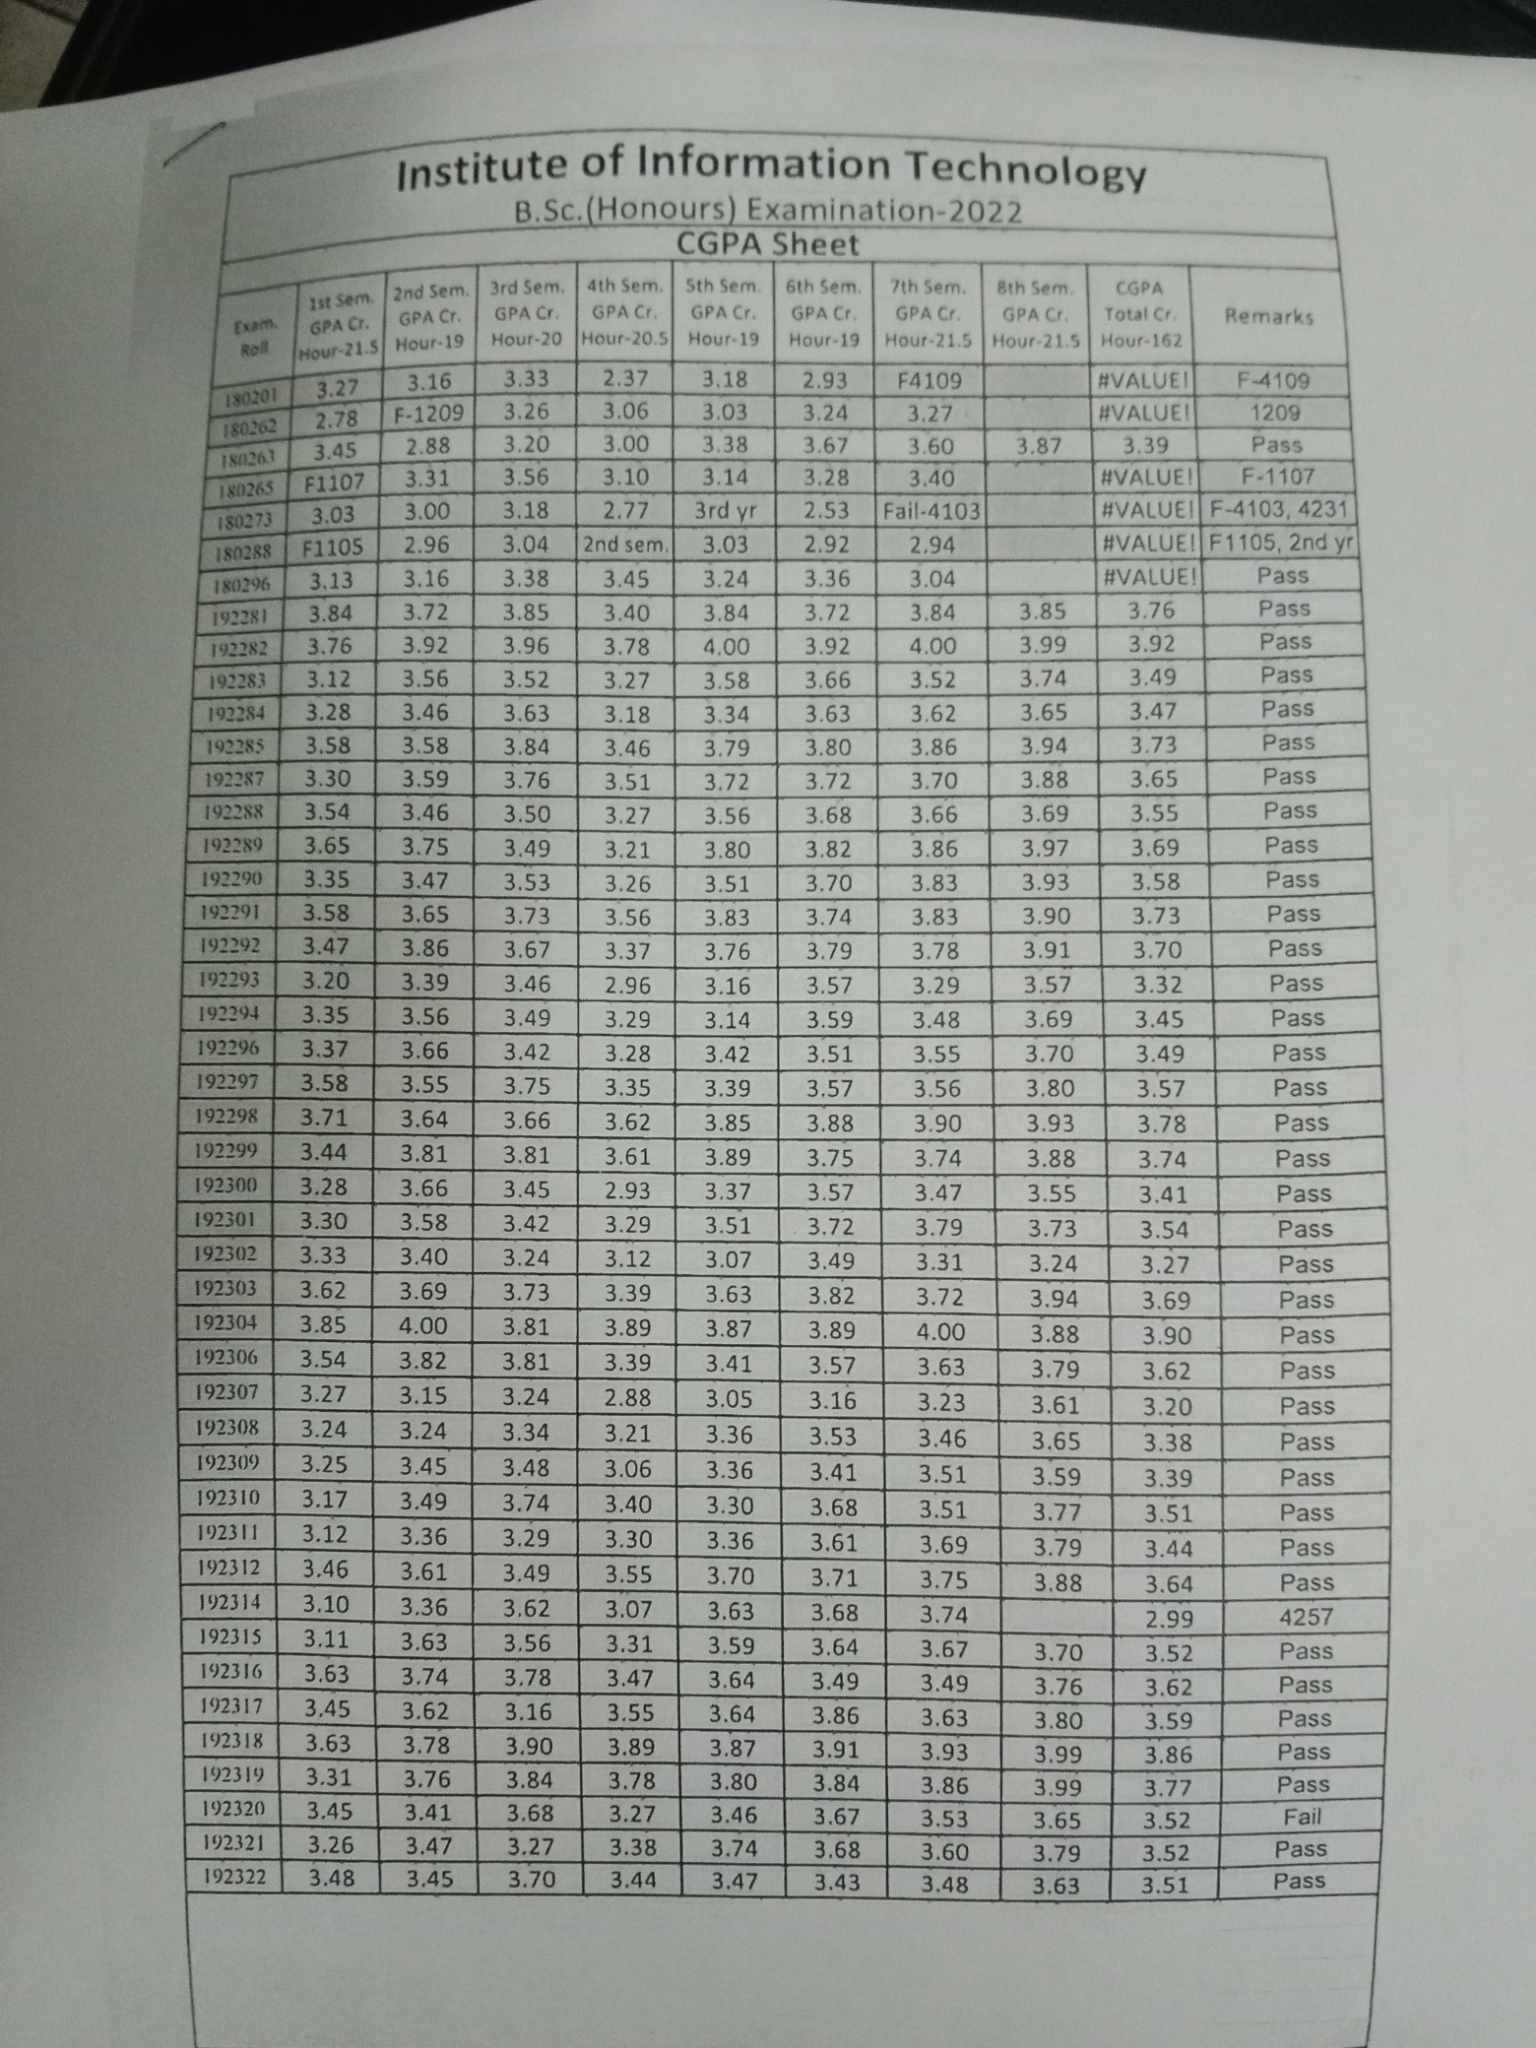 Institute of Information Technology
B.Sc.(Honours) Examination-2022
CGPA Sheet
Exam. Roll 1st Sem. GPA Cr. Hour-21.5 2nd Sem. GPA Cr. Hour-19 3rd Sem. GPA Cr. Hour-20 4th Sem. GPA Cr. Hour-20.5 5th Sem. GPA Cr. Hour-19 6th Sem. GPA Cr. Hour-19 7th Sem. GPA Cr. Hour-21.5 8th Sem. GPA Cr. Hour-21.5 CGPA Total Cr. Hour-162 Remarks
180201 3.27 3.16 3.33 2.37 3.18 2.93 F4109 #VALUE! F-4109
180262 2.78 F-1209 3.26 3.06 3.03 3.24 3.27 #VALUE! 1209
180263 3.45 2.88 3.20 3.00 3.38 3.67 3.60 3.87 3.39 Pass
180265 F1107 3.31 3.56 3.10 3.14 3.28 3.40 #VALUE! F-1107
180273 3.03 3.00 3.18 2.77 3rd yr 2.53 Fail-4103 #VALUE! F-4103, 4231
180288 F1105 2.96 3.04 2nd sem. 3.03 2.92 2.94 #VALUE! F1105, 2nd yr
180296 3.13 3.16 3.38 3.45 3.24 3.36 3.04 #VALUE! Pass
192281 3.84 3.72 3.85 3.40 3.84 3.72 3.84 3.85 3.76 Pass
192282 3.76 3.92 3.96 3.78 4.00 3.92 4.00 3.99 3.92 Pass
192283 3.12 3.56 3.52 3.27 3.58 3.66 3.52 3.74 3.49 Pass
192284 3.28 3.46 3.63 3.18 3.34 3.63 3.62 3.65 3.47 Pass
192285 3.58 3.58 3.84 3.46 3.79 3.80 3.86 3.94 3.73 Pass
192287 3.30 3.59 3.76 3.51 3.72 3.72 3.70 3.88 3.65 Pass
192288 3.54 3.46 3.50 3.27 3.56 3.68 3.66 3.69 3.55 Pass
192289 3.65 3.75 3.49 3.21 3.80 3.82 3.86 3.97 3.69 Pass
192290 3.35 3.47 3.53 3.26 3.51 3.70 3.83 3.93 3.58 Pass
192291 3.58 3.65 3.73 3.56 3.83 3.74 3.83 3.90 3.73 Pass
192292 3.47 3.86 3.67 3.37 3.76 3.79 3.78 3.91 3.70 Pass
192293 3.20 3.39 3.46 2.96 3.16 3.57 3.29 3.57 3.32 Pass
192294 3.35 3.56 3.49 3.29 3.14 3.59 3.48 3.69 3.45 Pass
192296 3.37 3.66 3.42 3.28 3.42 3.51 3.55 3.70 3.49 Pass
192297 3.58 3.55 3.75 3.35 3.39 3.57 3.56 3.80 3.57 Pass
192298 3.71 3.64 3.66 3.62 3.85 3.88 3.90 3.93 3.78 Pass
192299 3.44 3.81 3.81 3.61 3.89 3.75 3.74 3.88 3.74 Pass
192300 3.28 3.66 3.45 2.93 3.37 3.57 3.47 3.55 3.41 Pass
192301 3.30 3.58 3.42 3.29 3.51 3.72 3.79 3.73 3.54 Pass
192302 3.33 3.40 3.24 3.12 3.07 3.49 3.31 3.24 3.27 Pass
192303 3.62 3.69 3.73 3.39 3.63 3.82 3.72 3.94 3.69 Pass
192304 3.85 4.00 3.81 3.89 3.87 3.89 4.00 3.88 3.90 Pass
192306 3.54 3.82 3.81 3.39 3.41 3.57 3.63 3.79 3.62 Pass
192307 3.27 3.15 3.24 2.88 3.05 3.16 3.23 3.61 3.20 Pass
192308 3.24 3.24 3.34 3.21 3.36 3.53 3.46 3.65 3.38 Pass
192309 3.25 3.45 3.48 3.06 3.36 3.41 3.51 3.59 3.39 Pass
192310 3.17 3.49 3.74 3.40 3.30 3.68 3.51 3.77 3.51 Pass
192311 3.12 3.36 3.29 3.30 3.36 3.61 3.69 3.79 3.44 Pass
192312 3.46 3.61 3.49 3.55 3.70 3.71 3.75 3.88 3.64 Pass
192314 3.10 3.36 3.62 3.07 3.63 3.68 3.74 2.99 4257
192315 3.11 3.63 3.56 3.31 3.59 3.64 3.67 3.70 3.52 Pass
192316 3.63 3.74 3.78 3.47 3.64 3.49 3.49 3.76 3.62 Pass
192317 3.45 3.62 3.16 3.55 3.64 3.86 3.63 3.80 3.59 Pass
192318 3.63 3.78 3.90 3.89 3.87 3.91 3.93 3.99 3.86 Pass
192319 3.31 3.76 3.84 3.78 3.80 3.84 3.86 3.99 3.77 Pass
192320 3.45 3.41 3.68 3.27 3.46 3.67 3.53 3.65 3.52 Fail
192321 3.26 3.47 3.27 3.38 3.74 3.68 3.60 3.79 3.52 Pass
192322 3.48 3.45 3.70 3.44 3.47 3.43 3.48 3.63 3.51 Pass